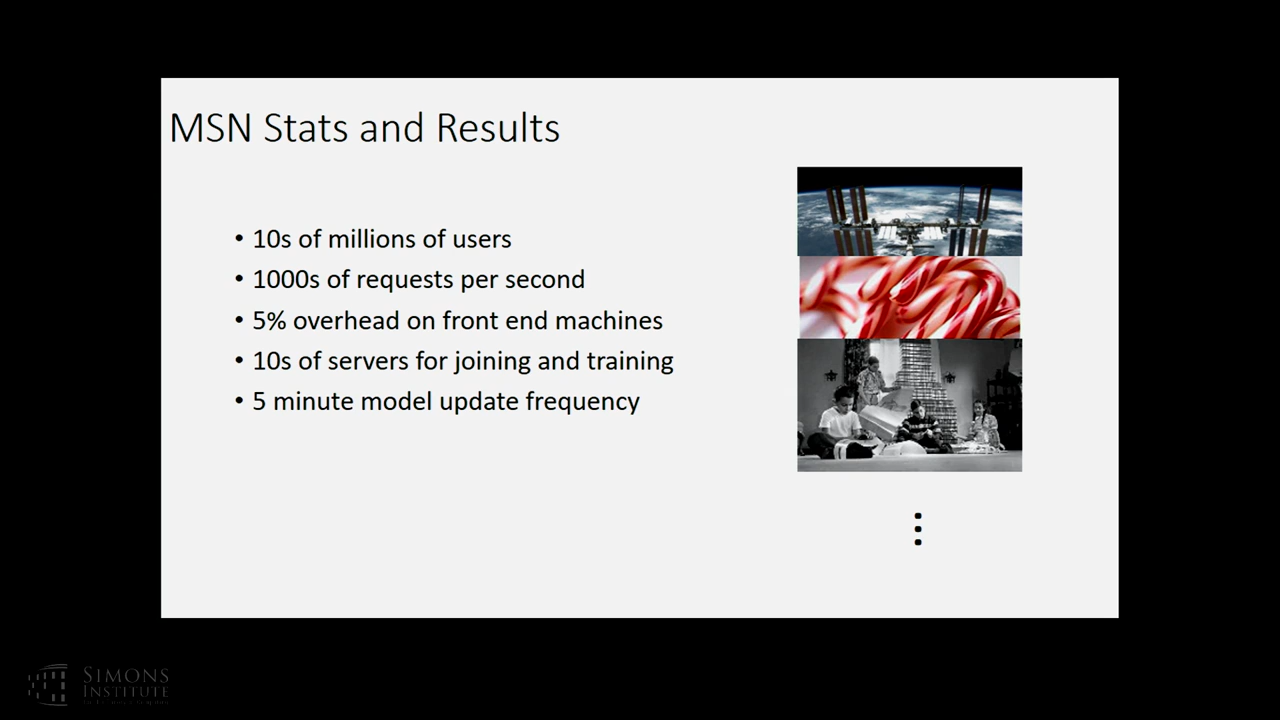 MSN Stats and Results
• 10s of millions of users
• 1000s of requests per second
• 5% overhead on front end machines
• 10s of servers for joining and training
• 5 minute model update frequency
SIMONS
INSTITUTE